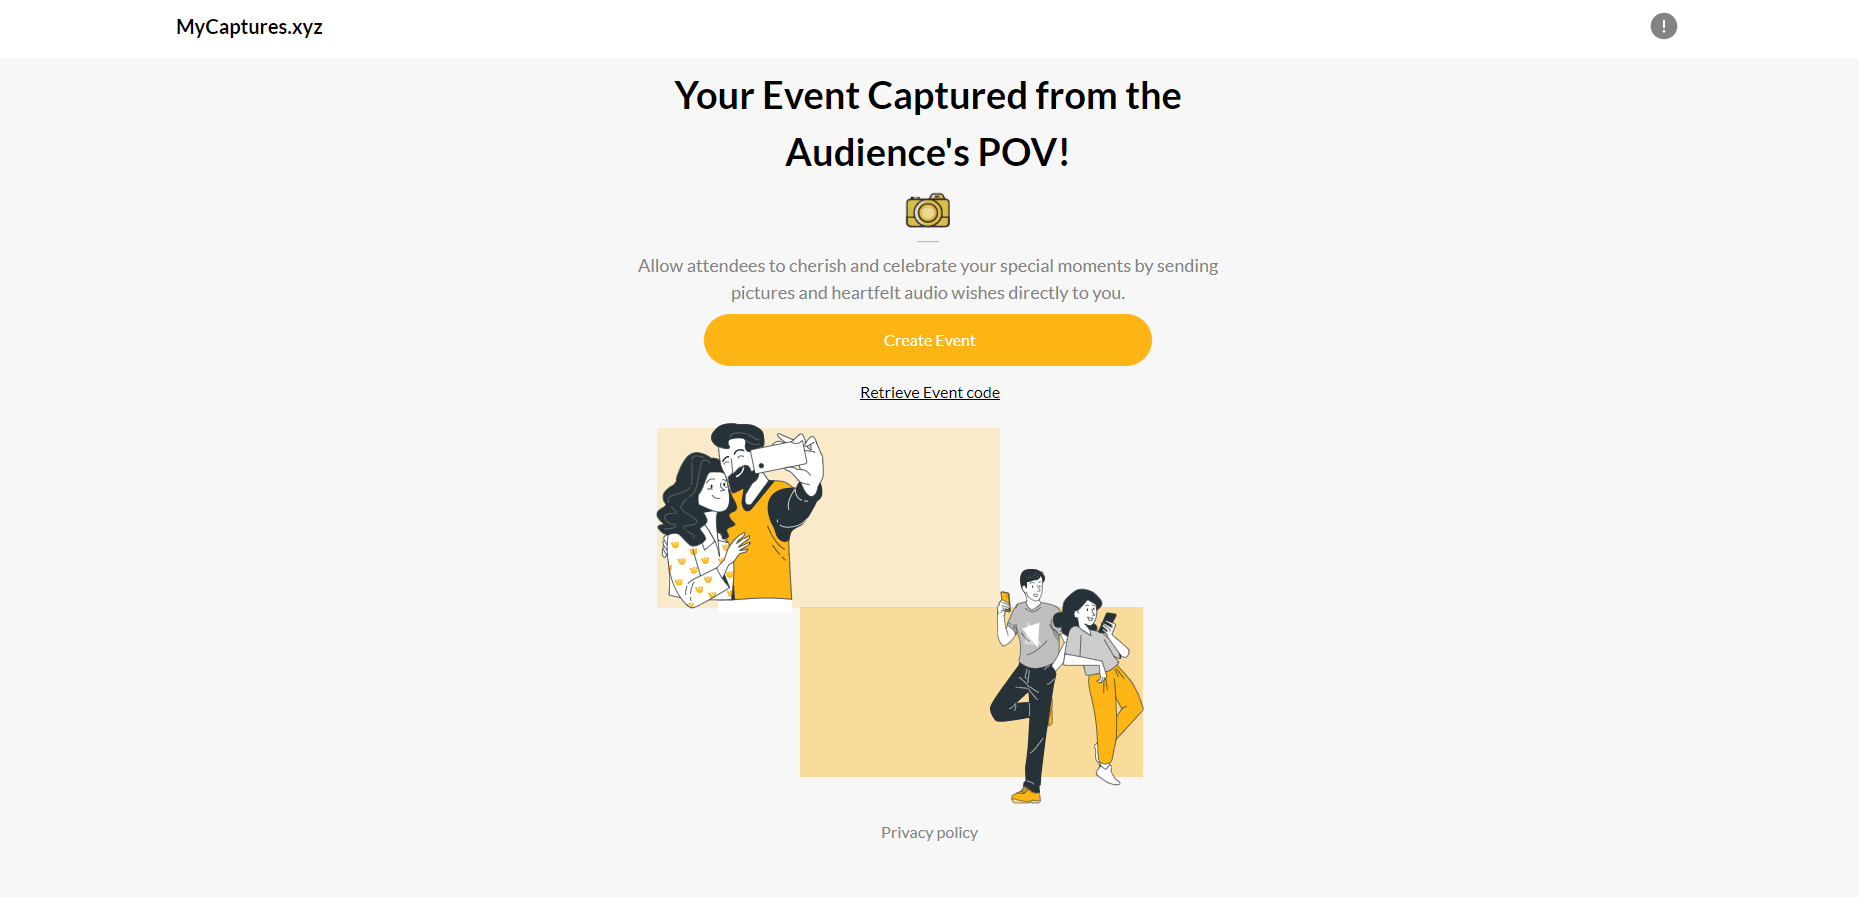 MyCaptures.xyz
Your Event Captured from the
Audience's POV!
Allow attendees to cherish and celebrate your special moments by sending
pictures and heartfelt audio wishes directly to you.
Create Event
Retrieve Event code
Privacy policy